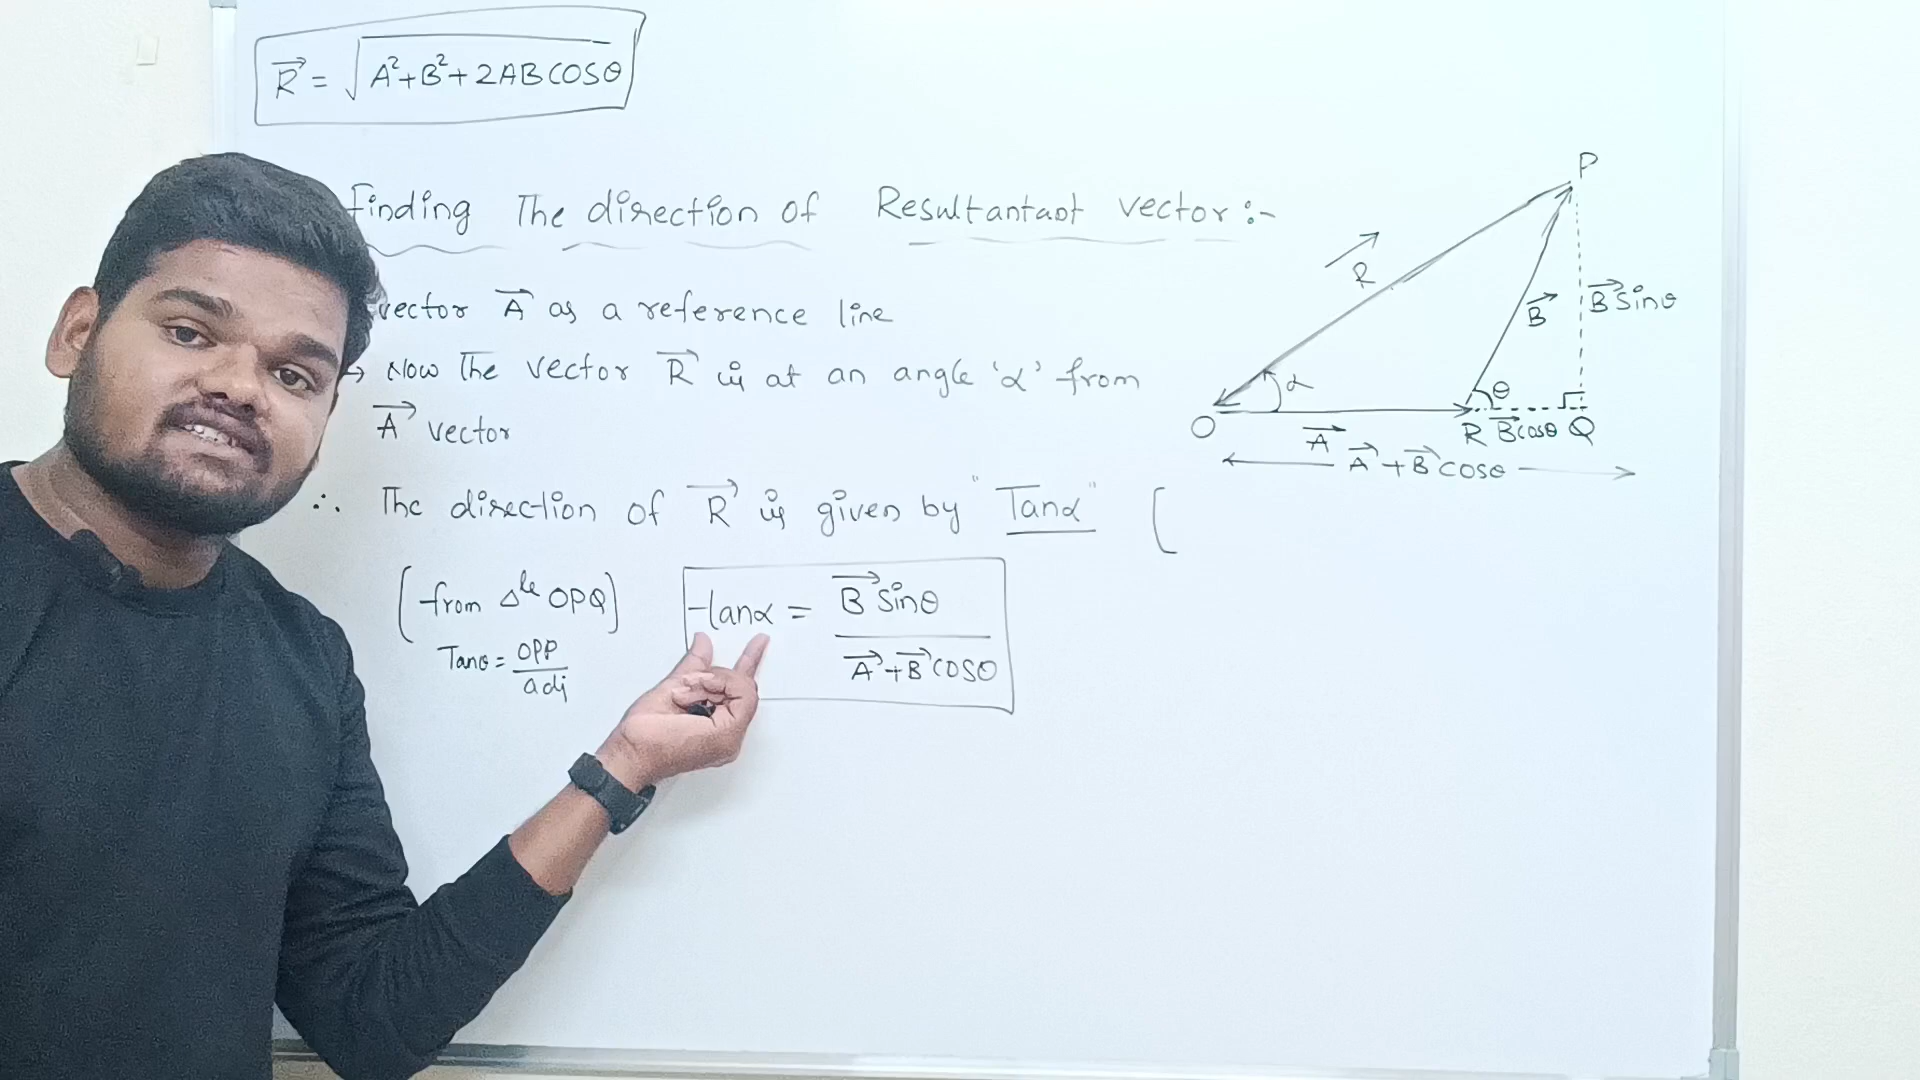 R⃗ = √A²+B²+2ABCOSθ
Finding The direction of Resultantant vector:-
vector A⃗ as a reference line
→ Now The vector R⃗ is at an angle 'α' from
A⃗ vector
∴ The direction of R⃗ is given by "Tanα" [
(from Δle OPQ)
Tanθ = opp/adj
tanα = B⃗ Sinθ / A⃗+B⃗ COSθ
P
R⃗
B⃗
B⃗ Sinθ
α
θ
O
A⃗
R
B⃗ cosθ
Q
A⃗+B⃗ cosθ